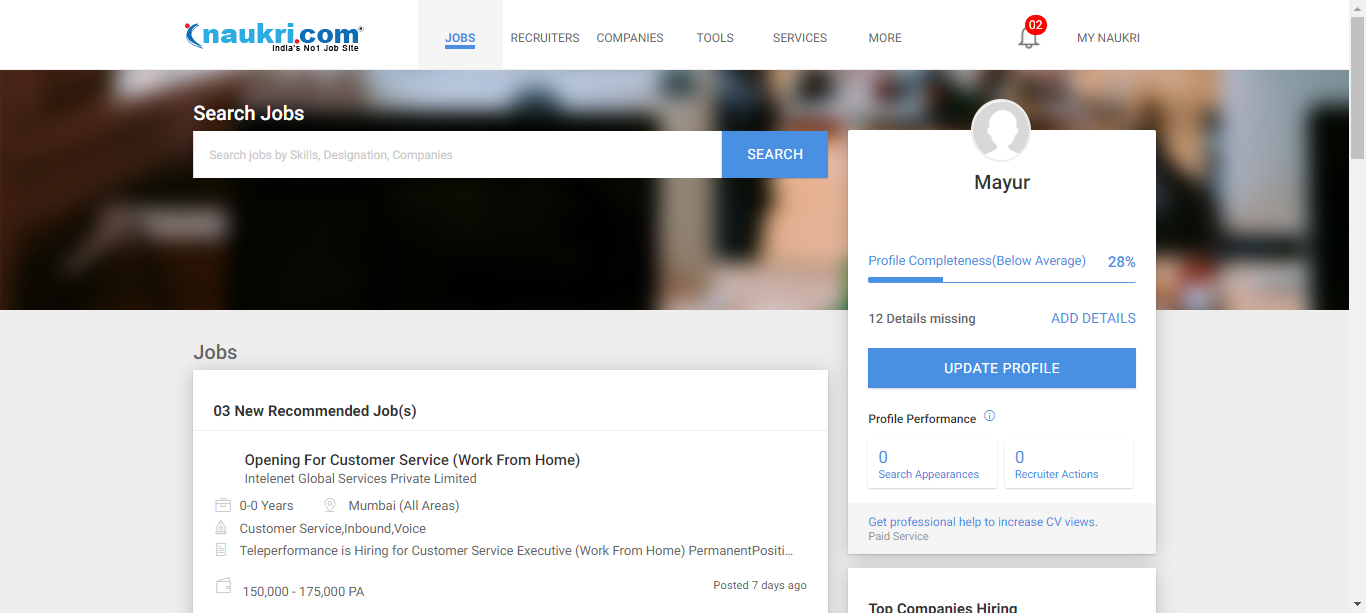 naukri.com®
India's No1 Job Site
JOBS
RECRUITERS
COMPANIES
TOOLS
SERVICES
MORE
02
MY NAUKRI
Search Jobs
Search jobs by Skills, Designation, Companies
SEARCH
Mayur
Profile Completeness(Below Average) 28%
12 Details missing ADD DETAILS
UPDATE PROFILE
Profile Performance
0
Search Appearances
0
Recruiter Actions
Get professional help to increase CV views.
Paid Service
Top Companies Hiring
Jobs
03 New Recommended Job(s)
Opening For Customer Service (Work From Home)
Intelenet Global Services Private Limited
0-0 Years Mumbai (All Areas)
Customer Service,Inbound,Voice
Teleperformance is Hiring for Customer Service Executive (Work From Home) PermanentPositi...
150,000 - 175,000 PA
Posted 7 days ago